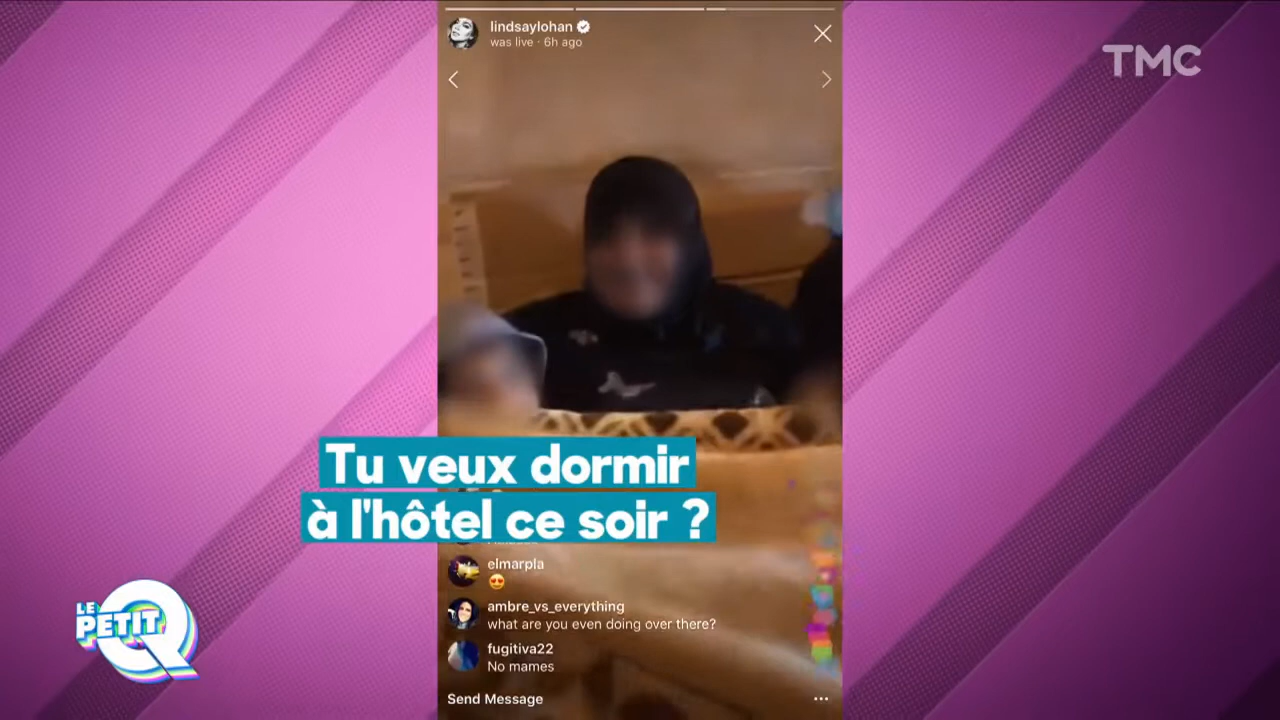 lindsaylohan
was live · 6h ago
TMC
Tu veux dormir
à l'hôtel ce soir ?
elmarpla
😍
ambre_vs_everything
what are you even doing over there?
fugitiva22
No mames
Send Message
LE
PETIT
Q